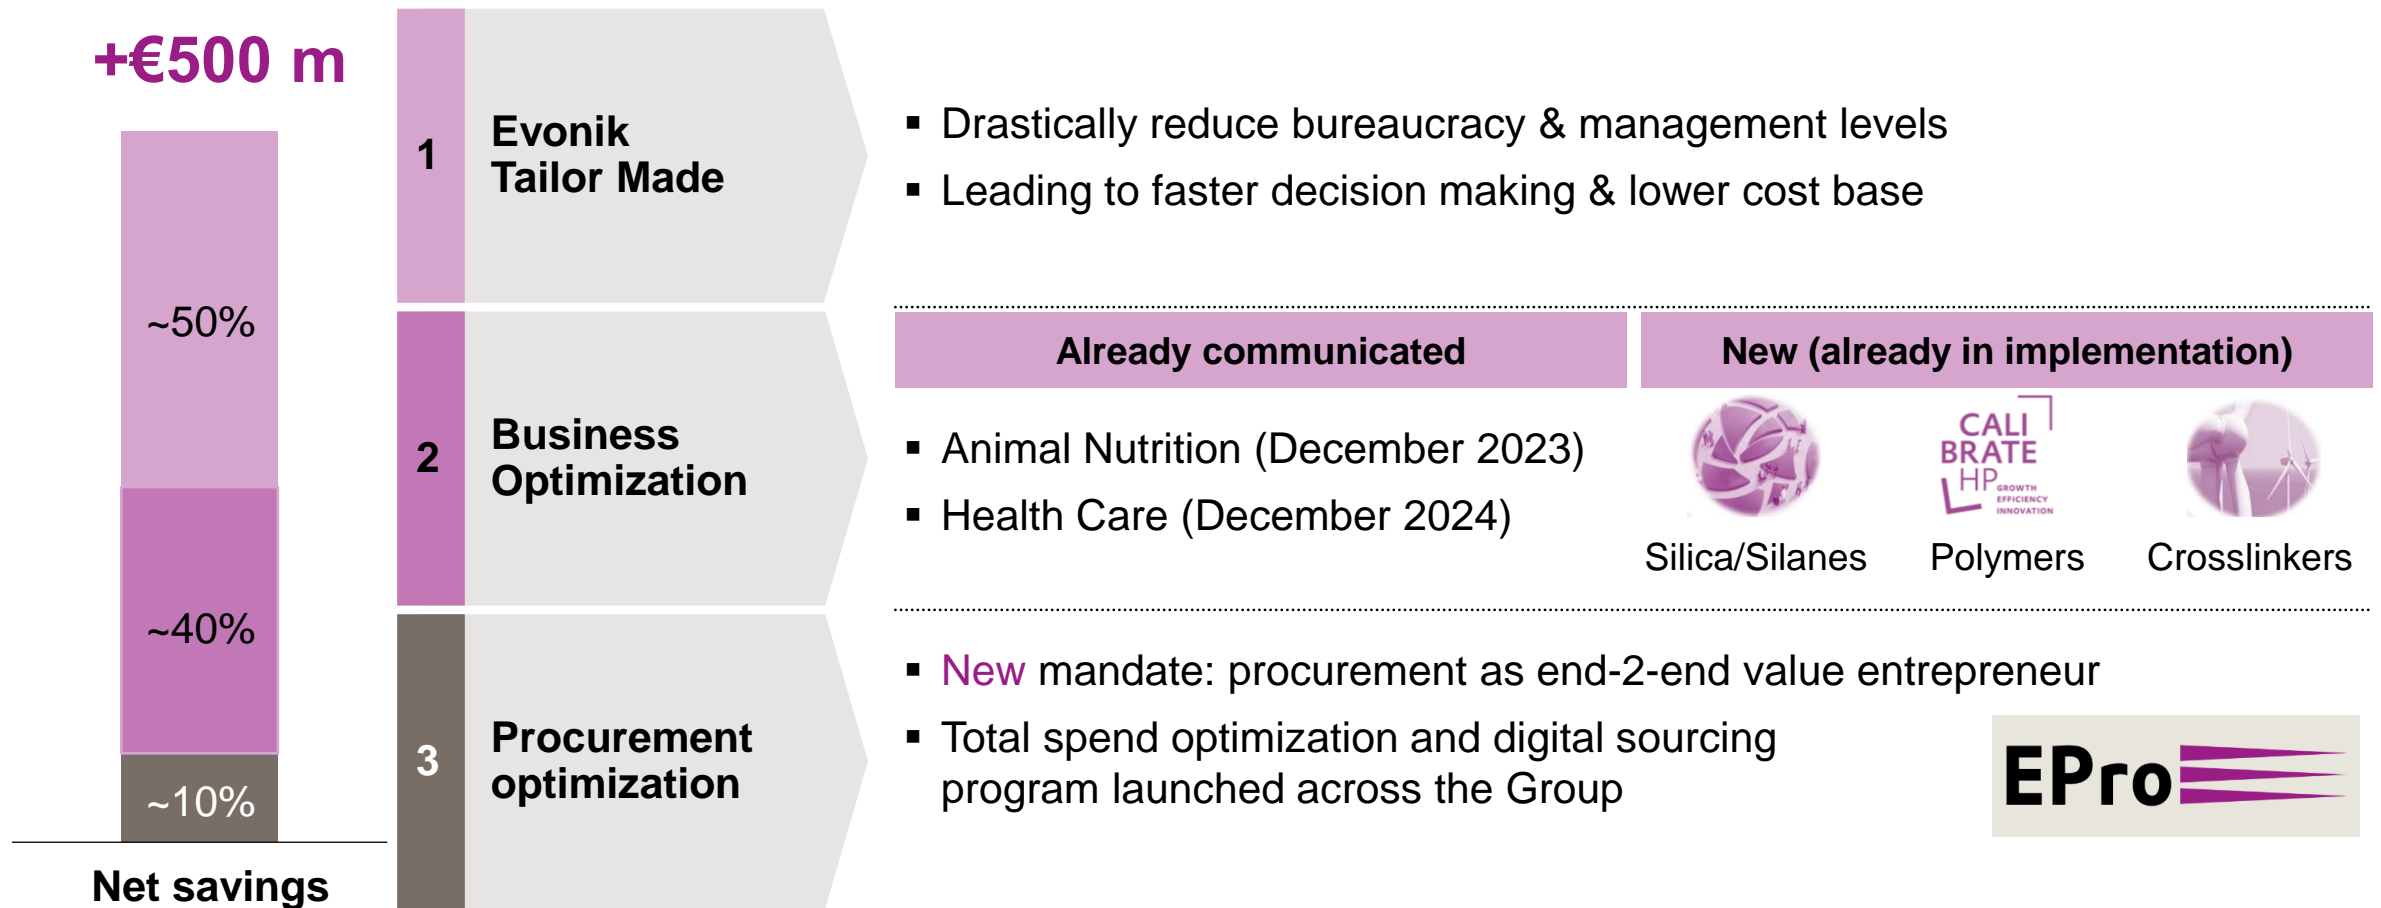 +€500 m
~50%
~40%
~10%
Net savings
1
Evonik
Tailor Made
▪ Drastically reduce bureaucracy & management levels
▪ Leading to faster decision making & lower cost base
2
Business
Optimization
Already communicated
▪ Animal Nutrition (December 2023)
▪ Health Care (December 2024)
New (already in implementation)
Silica/Silanes
CALI
BRATE
HP
GROWTH
EFFICIENCY
INNOVATION
Polymers
Crosslinkers
3
Procurement
optimization
▪ New mandate: procurement as end-2-end value entrepreneur
▪ Total spend optimization and digital sourcing
program launched across the Group
EPro